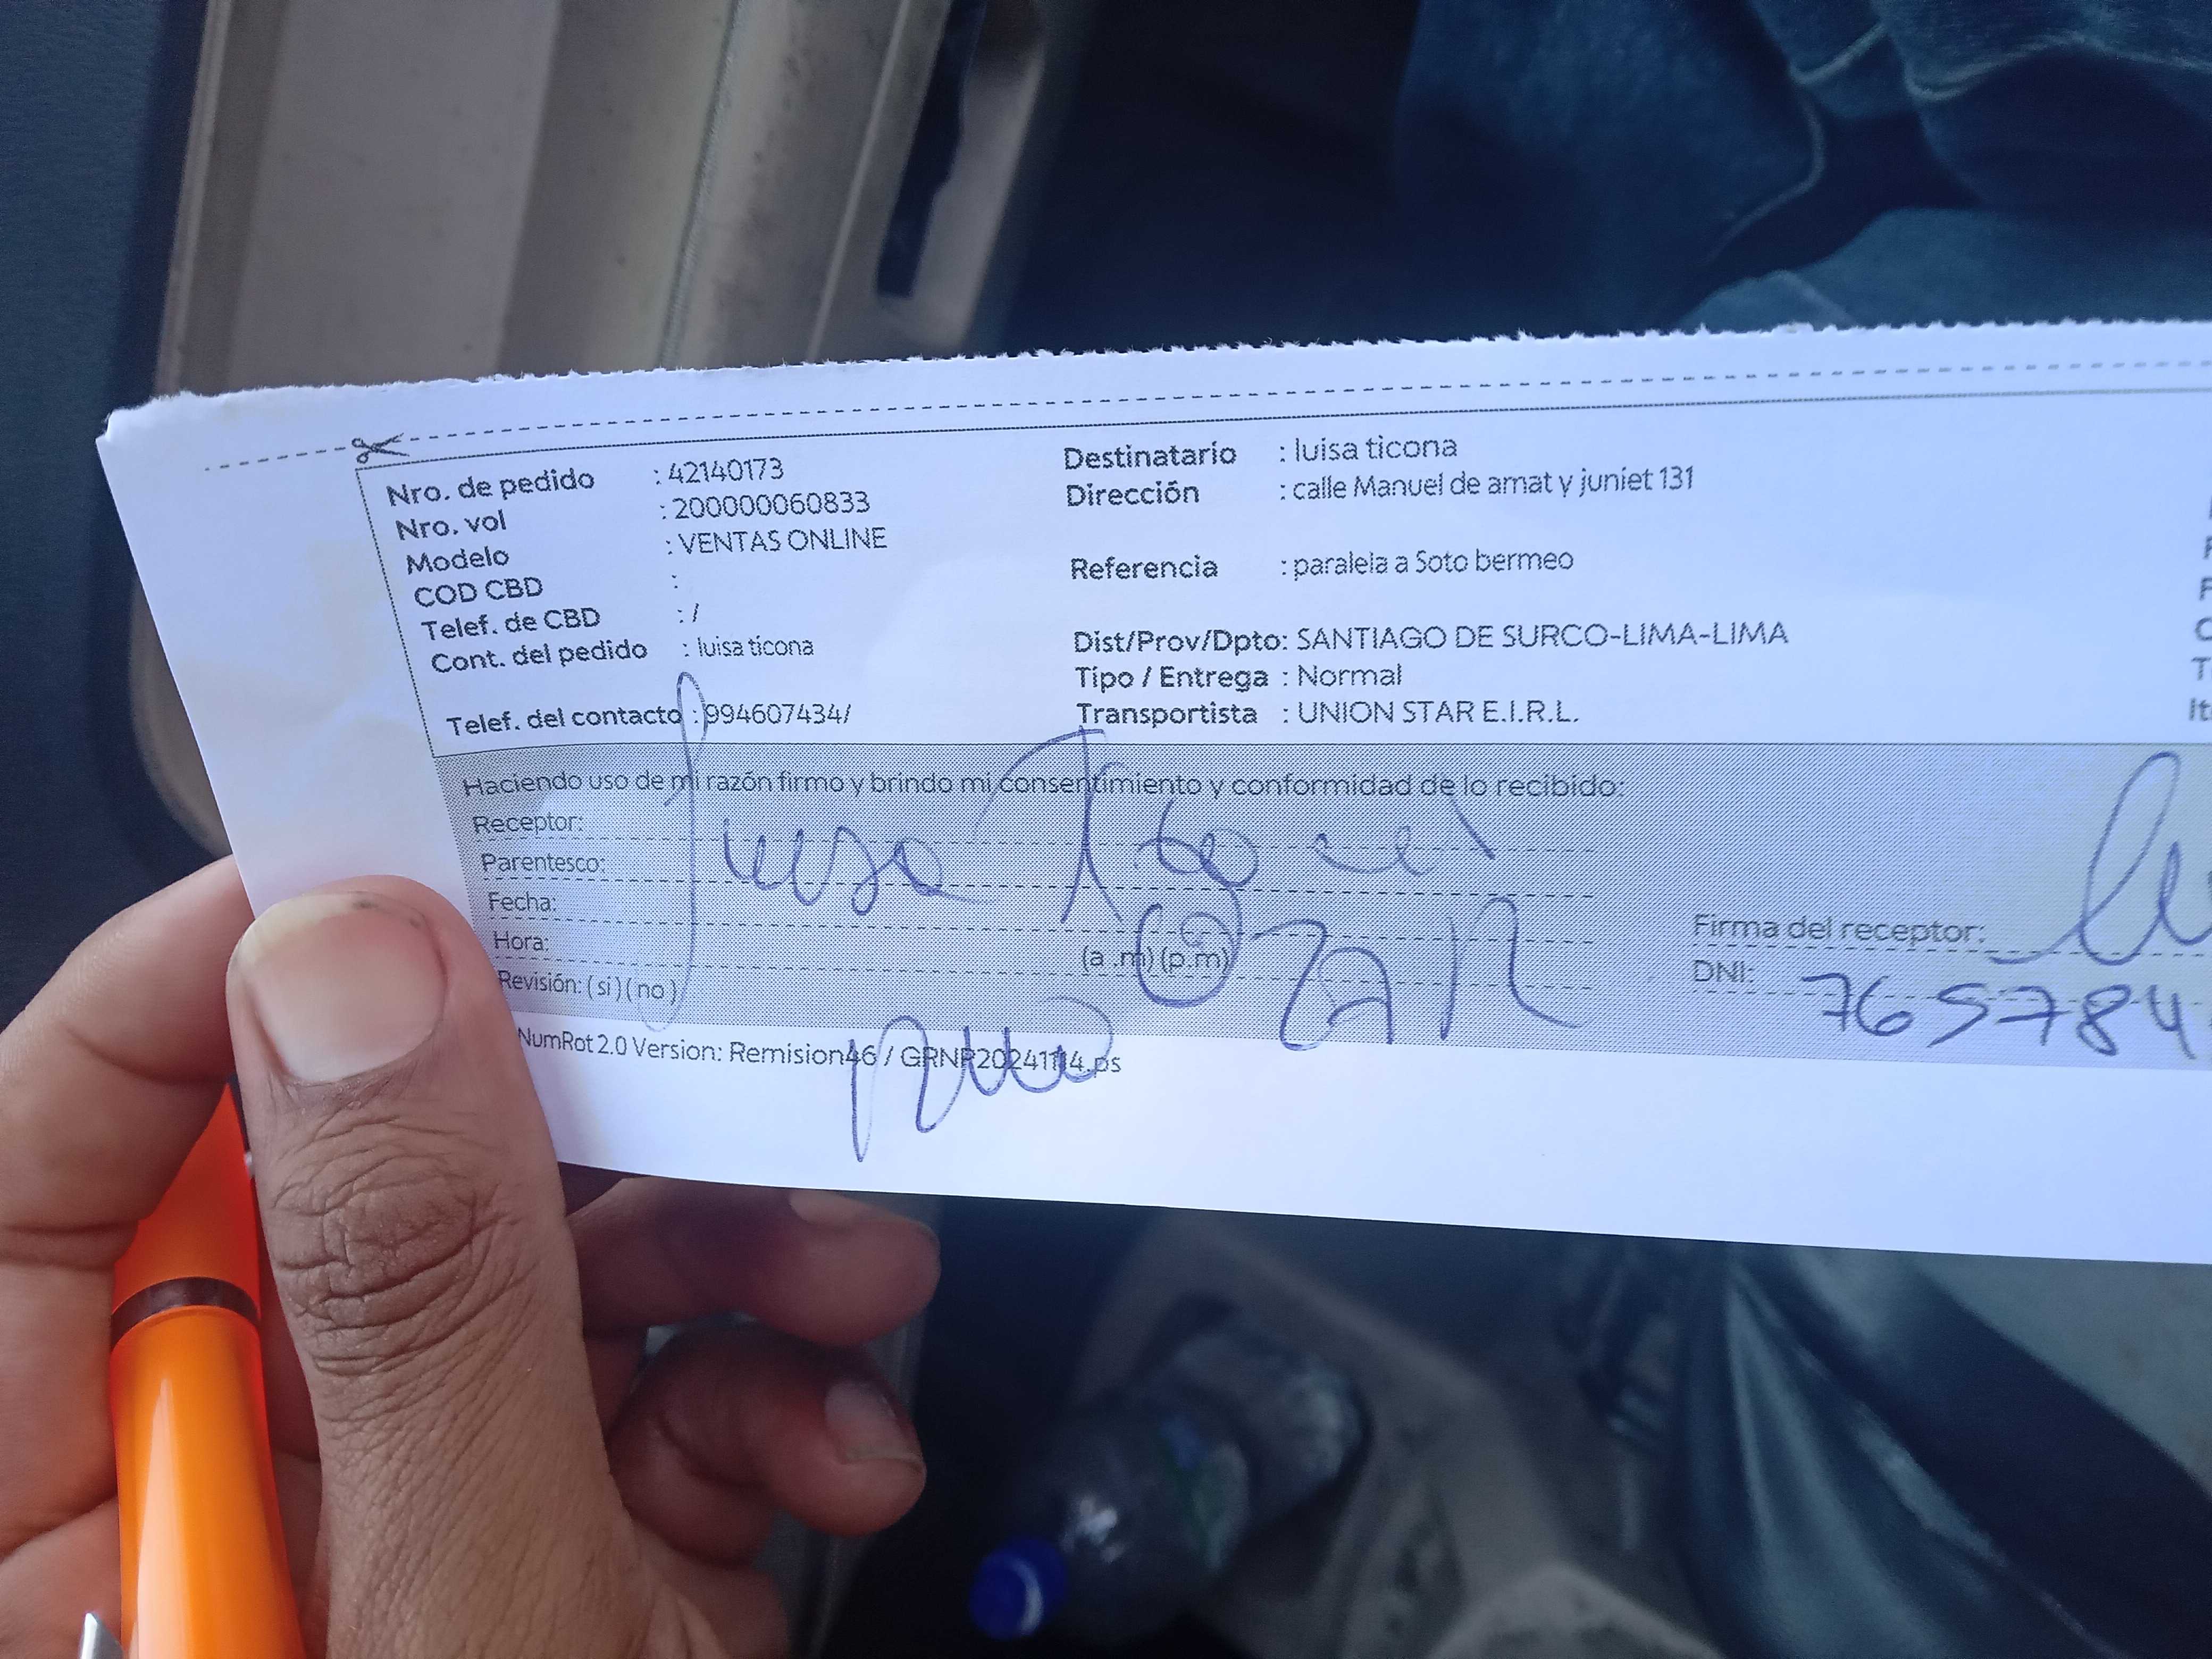 Nro. de pedido : 42140173
Nro. vol : 200000060833
Modelo : VENTAS ONLINE
COD CBD :
Telef. de CBD : /
Cont. del pedido : luisa ticona
Telef. del contacto : 994607434/
Destinatario : luisa ticona
Dirección : calle Manuel de amat y juniet 131
Referencia : paralela a Soto bermeo
Dist/Prov/Dpto: SANTIAGO DE SURCO-LIMA-LIMA
Tipo / Entrega : Normal
Transportista : UNION STAR E.I.R.L.
Haciendo uso de mi razón firmo y brindo mi consentimiento y conformidad de lo recibido:
Receptor:
Parentesco:
Fecha:
Hora: (a .m) (p.m)
Revisión: ( si ) ( no )
Firma del receptor:
DNI: 765784
NumRot 2.0 Version: Remision46 / GRNR20241114.ps